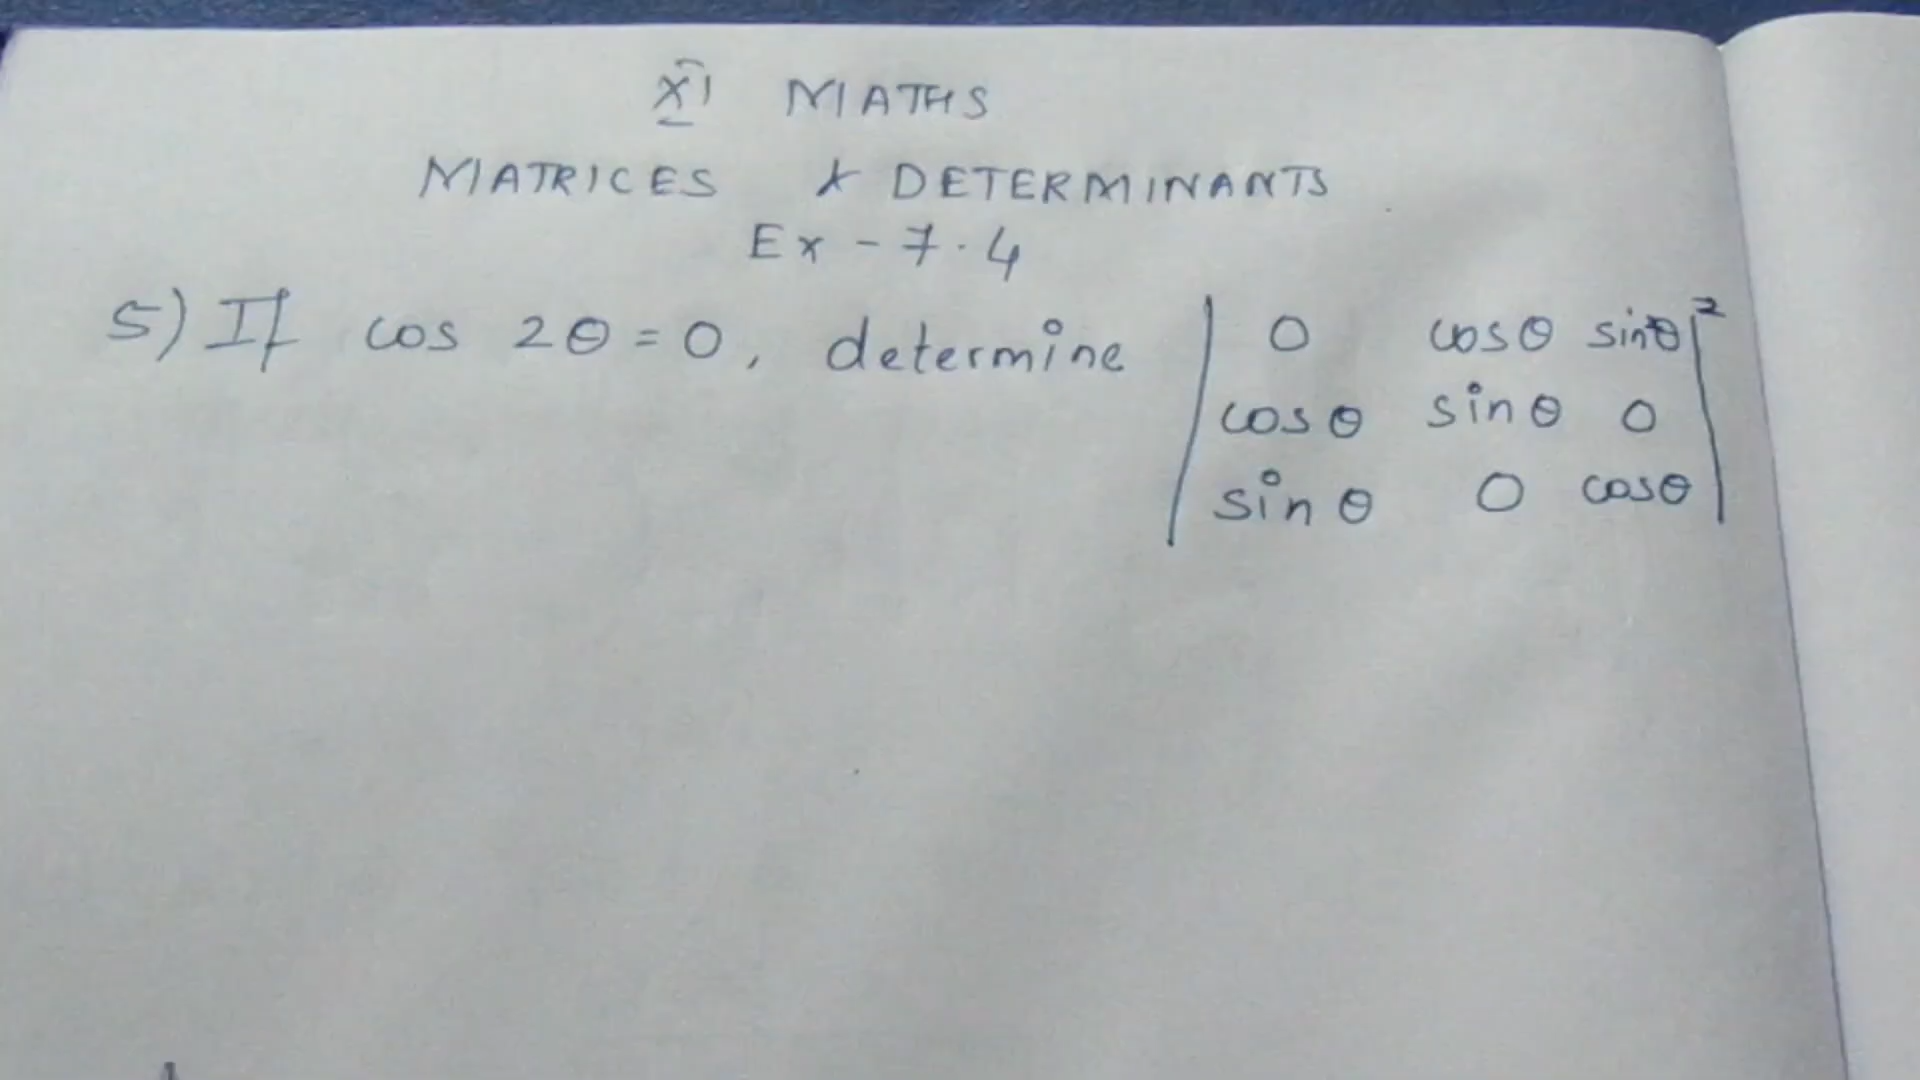 XI MATHS
MATRICES & DETERMINANTS
Ex - 7.4
5) If cos 2θ = 0, determine | 0 cosθ sinθ |²
| cosθ sinθ 0 |
| sinθ 0 cosθ |